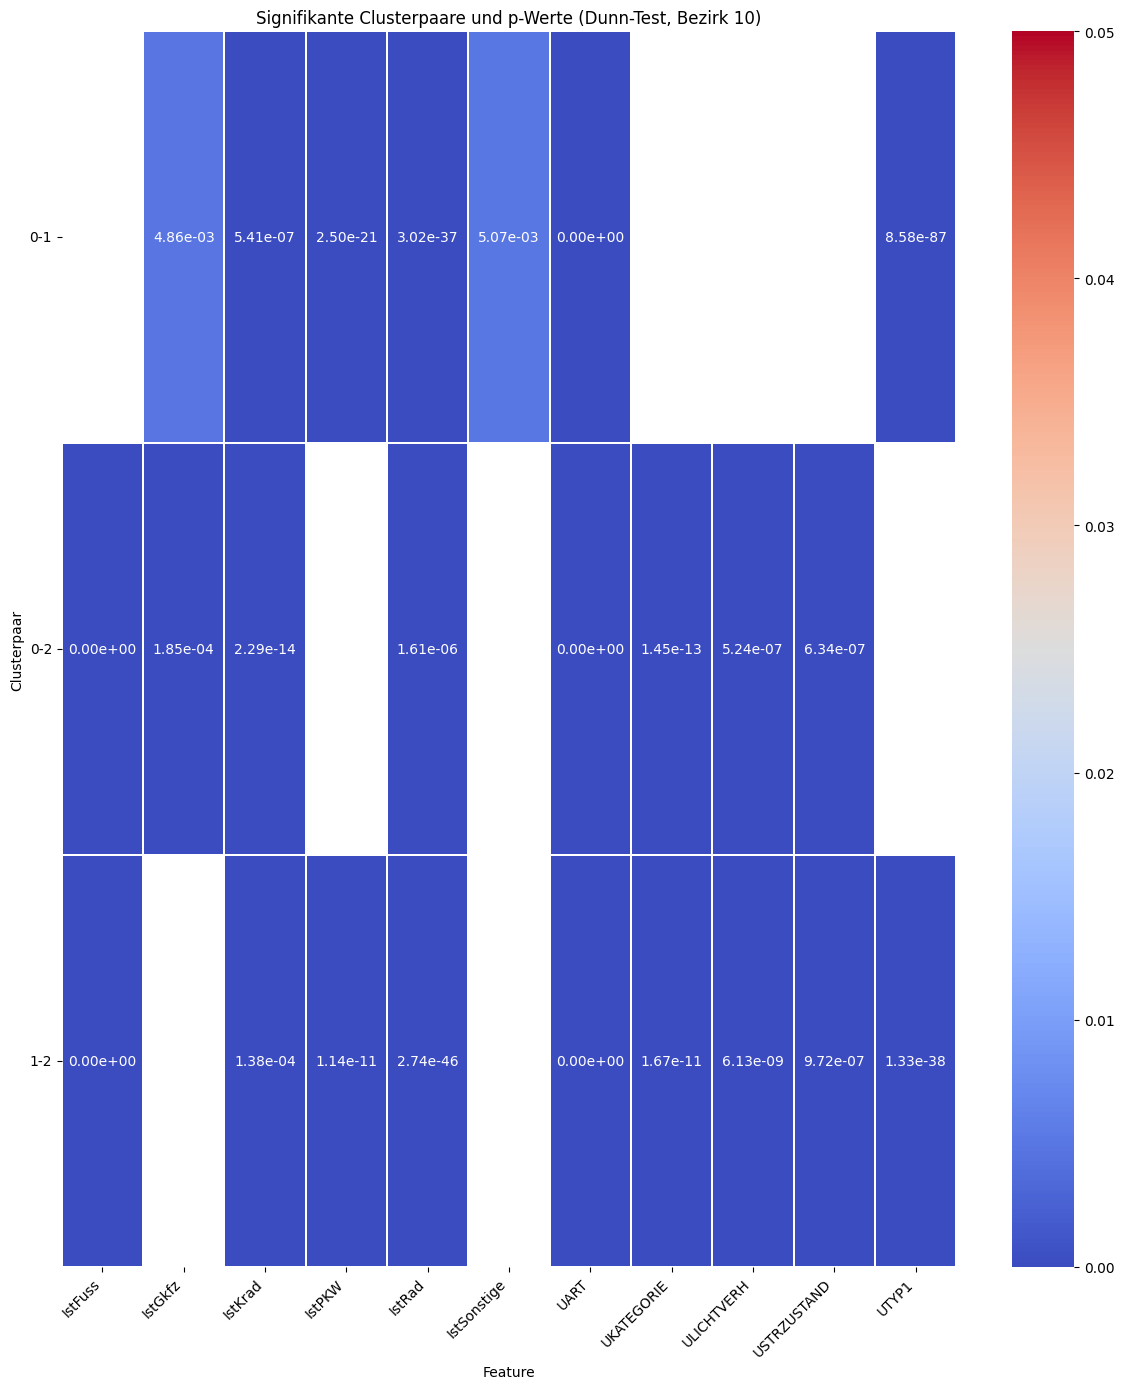 Signifikante Clusterpaare und p-Werte (Dunn-Test, Bezirk 10)
0-1
4.86e-03 5.41e-07 2.50e-21 3.02e-37 5.07e-03 0.00e+00 8.58e-87
0-2
0.00e+00 1.85e-04 2.29e-14 1.61e-06 0.00e+00 1.45e-13 5.24e-07 6.34e-07
1-2
0.00e+00 1.38e-04 1.14e-11 2.74e-46 0.00e+00 1.67e-11 6.13e-09 9.72e-07 1.33e-38
Clusterpaar
IstFuss
IstGkfz
IstKrad
IstPKW
IstRad
IstSonstige
UART
UKATEGORIE
ULICHTVERH
USTRZUSTAND
UTYP1
Feature
0.05
0.04
0.03
0.02
0.01
0.00